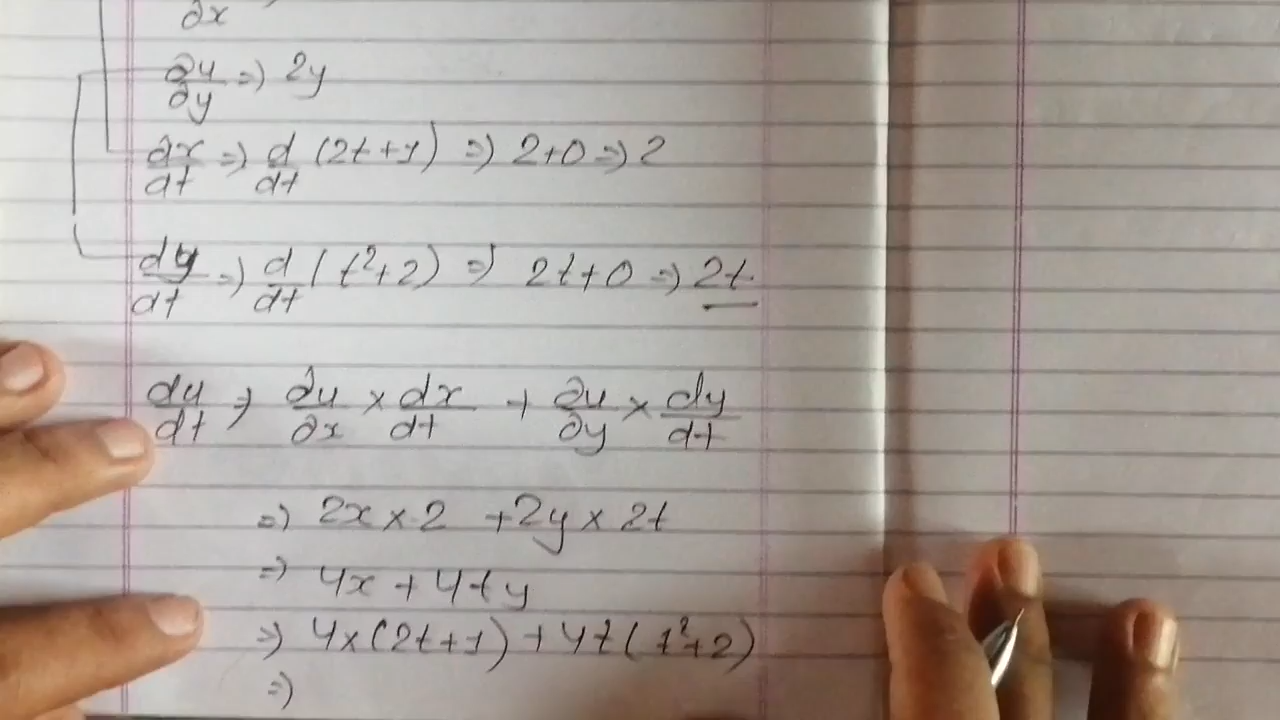 ∂x
∂u/∂y => 2y
dx/dt => d/dt (2t+1) => 2+0 => 2
dy/dt => d/dt (t²+2) => 2t+0 => 2t
du/dt => ∂u/∂x × dx/dt + ∂u/∂y × dy/dt
=> 2x × 2 + 2y × 2t
=> 4x + 4ty
=> 4×(2t+1) + 4t(t²+2)
=>